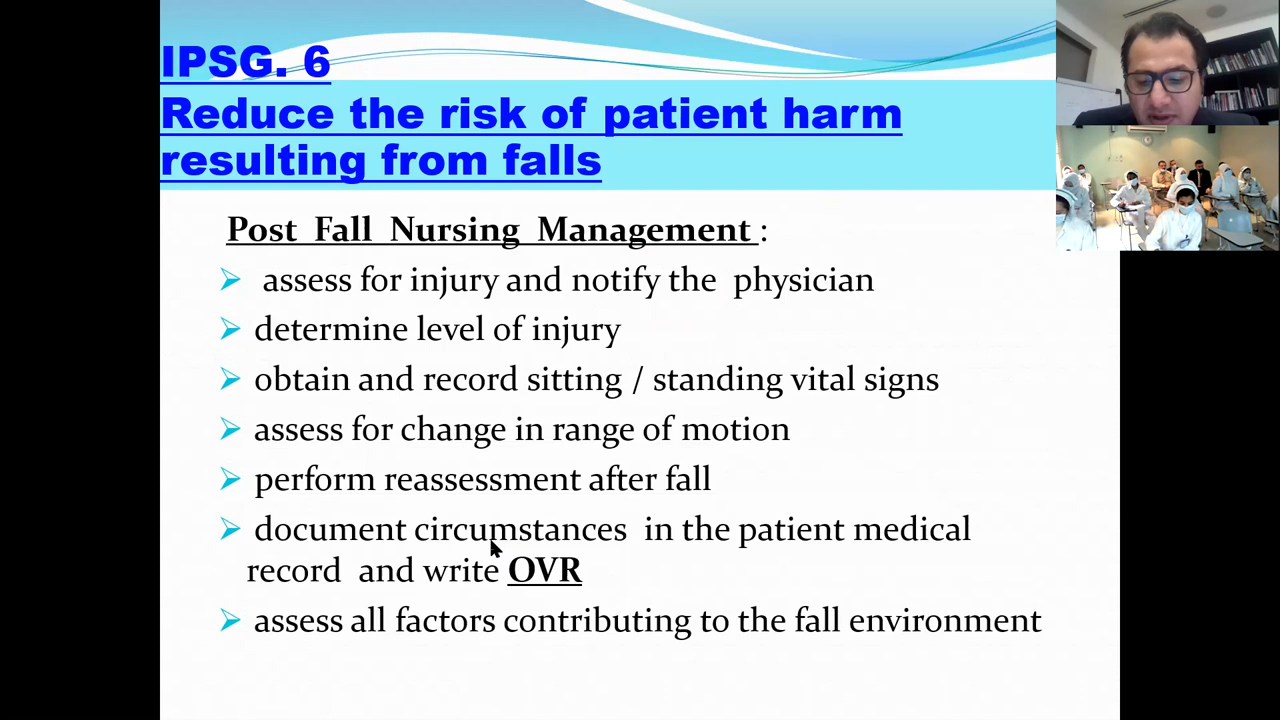 IPSG. 6
Reduce the risk of patient harm
resulting from falls
Post Fall Nursing Management :
assess for injury and notify the physician
determine level of injury
obtain and record sitting / standing vital signs
assess for change in range of motion
perform reassessment after fall
document circumstances in the patient medical
record and write OVR
assess all factors contributing to the fall environment